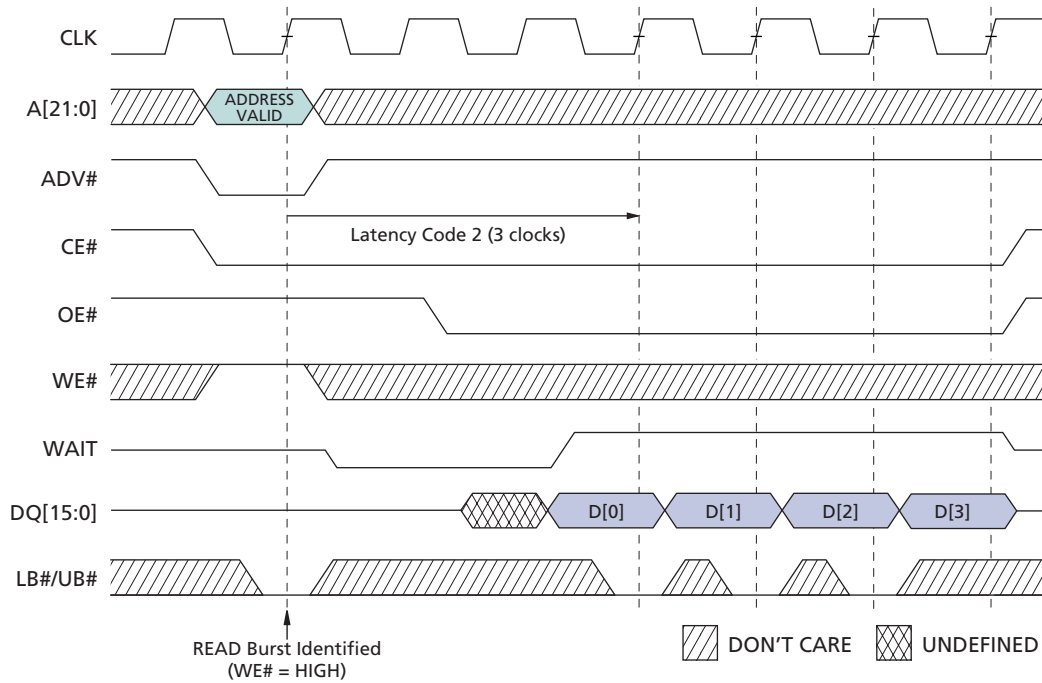 CLK
A[21:0]
ADDRESS
VALID
ADV#
Latency Code 2 (3 clocks)
CE#
OE#
WE#
WAIT
DQ[15:0]
D[0]
D[1]
D[2]
D[3]
LB#/UB#
READ Burst Identified
(WE# = HIGH)
DON'T CARE
UNDEFINED